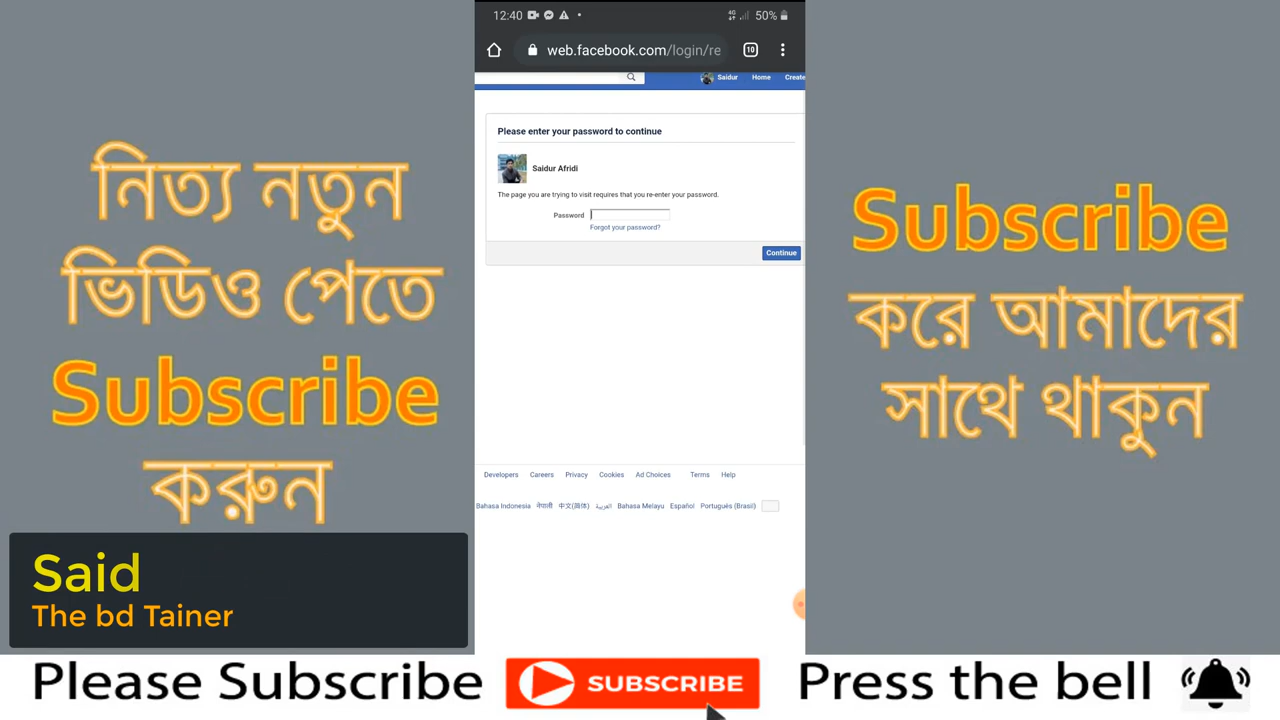 12:40
4G
50%
web.facebook.com/login/re
10
Saidur Home Create
Please enter your password to continue
Saidur Afridi
The page you are trying to visit requires that you re-enter your password.
Password
Forgot your password?
Continue
Developers Careers Privacy Cookies Ad Choices Terms Help
Bahasa Indonesia नेपाली 中文(简体) العربية Bahasa Melayu Español Português (Brasil)
নিত্য নতুন
ভিডিও পেতে
Subscribe
করুন
Subscribe
করে আমাদের
সাথে থাকুন
Said
The bd Tainer
Please Subscribe
SUBSCRIBE
Press the bell